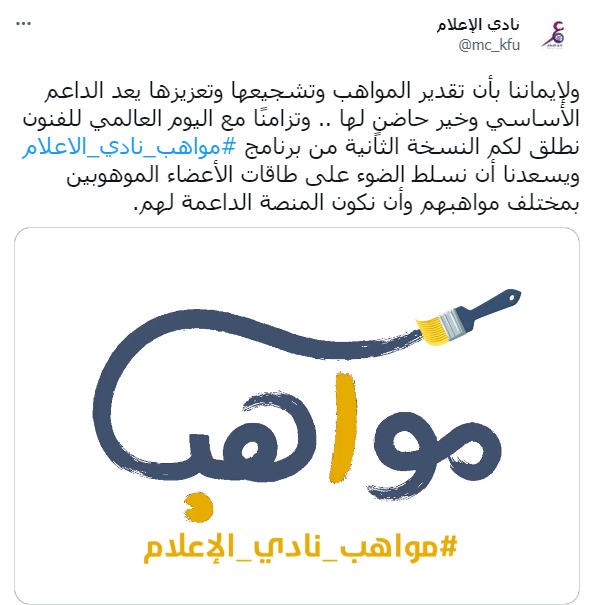 نادي الإعلام
@mc_kfu
ولإيماننا بأن تقدير المواهب وتشجيعها وتعزيزها يعد الداعم
الأساسي وخير حاضن لها .. وتزامنًا مع اليوم العالمي للفنون
نطلق لكم النسخة الثانية من برنامج #مواهب_نادي_الاعلام
ويسعدنا أن نسلط الضوء على طاقات الأعضاء الموهوبين
بمختلف مواهبهم وأن نكون المنصة الداعمة لهم.
مواهب
#مواهب_نادي_الإعلام